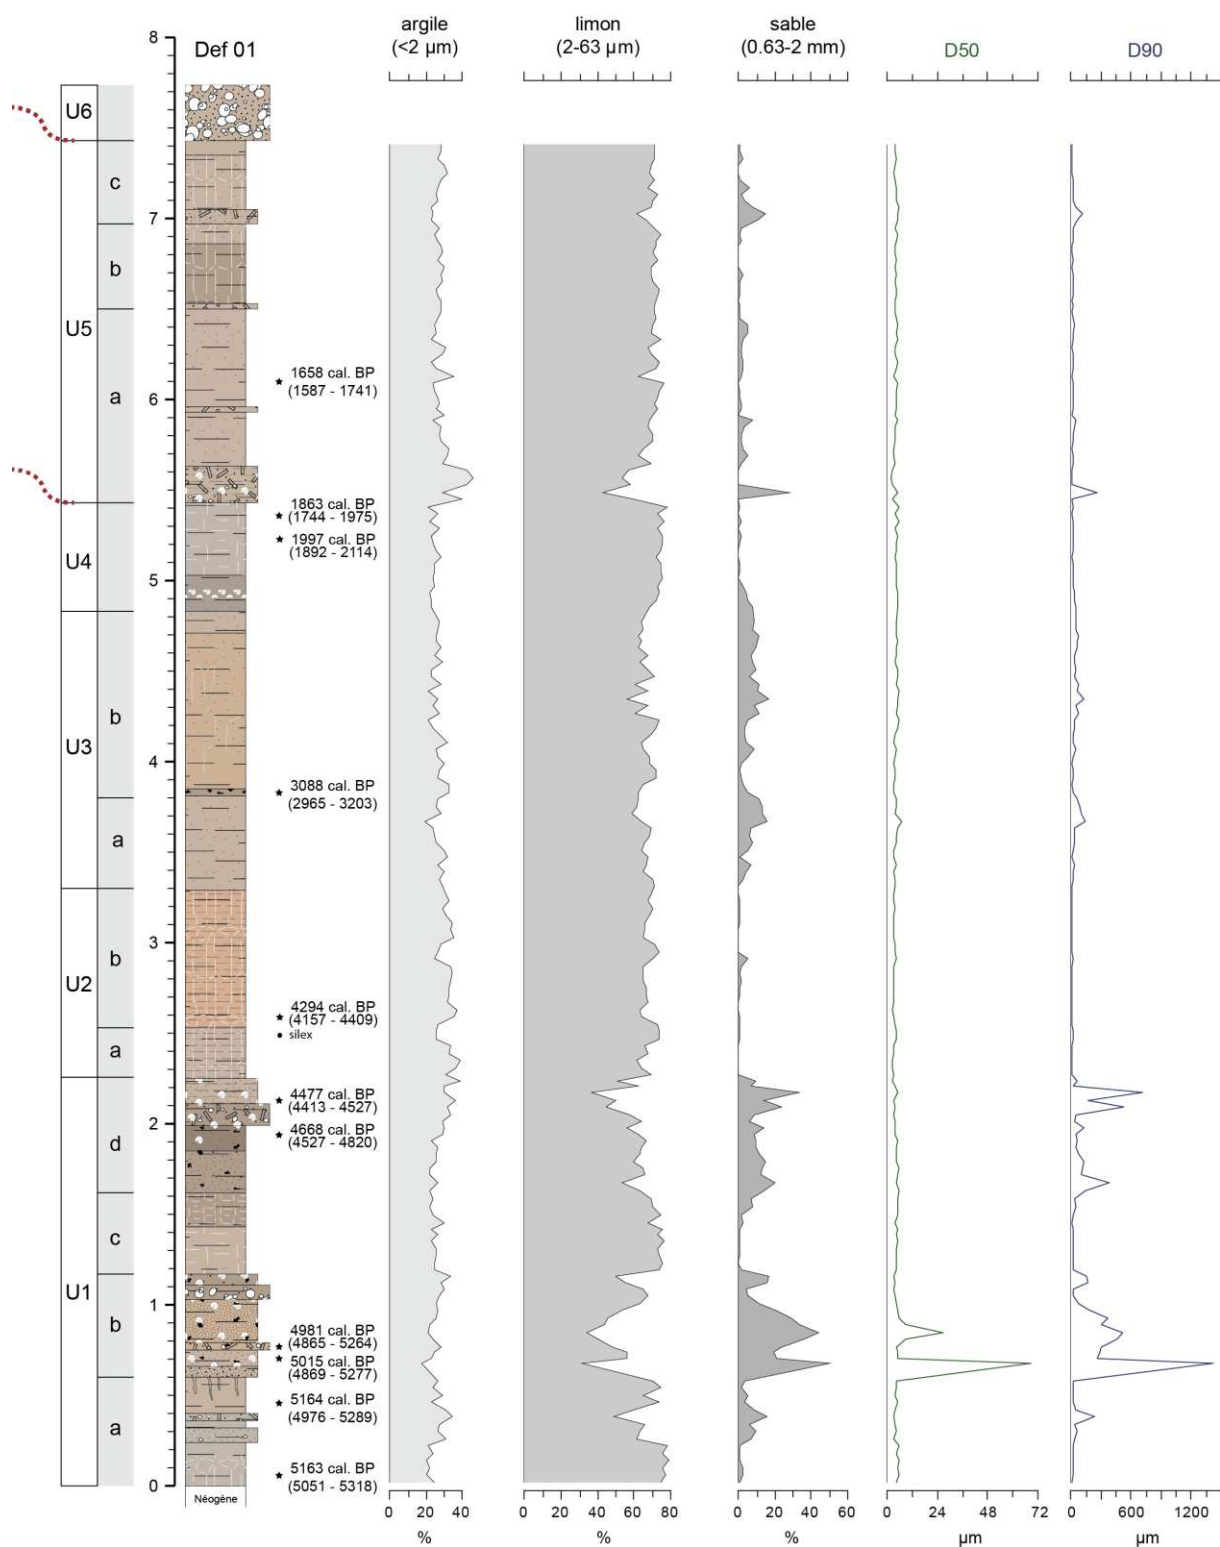 argile
(<2 µm)
limon
(2-63 µm)
sable
(0.63-2 mm)
D50
D90
Def 01
8
7
6
5
4
3
2
1
0
U6
U5
c
b
a
U4
U3
b
a
U2
b
a
U1
d
c
b
a
1658 cal. BP
(1587 - 1741)
1863 cal. BP
(1744 - 1975)
1997 cal. BP
(1892 - 2114)
3088 cal. BP
(2965 - 3203)
4294 cal. BP
(4157 - 4409)
silex
4477 cal. BP
(4413 - 4527)
4668 cal. BP
(4527 - 4820)
4981 cal. BP
(4865 - 5264)
5015 cal. BP
(4869 - 5277)
5164 cal. BP
(4976 - 5289)
5163 cal. BP
(5051 - 5318)
Néogène
0 20 40
%
0 20 40 60 80
%
0 20 40 60
%
0 24 48 72
µm
0 600 1200
µm